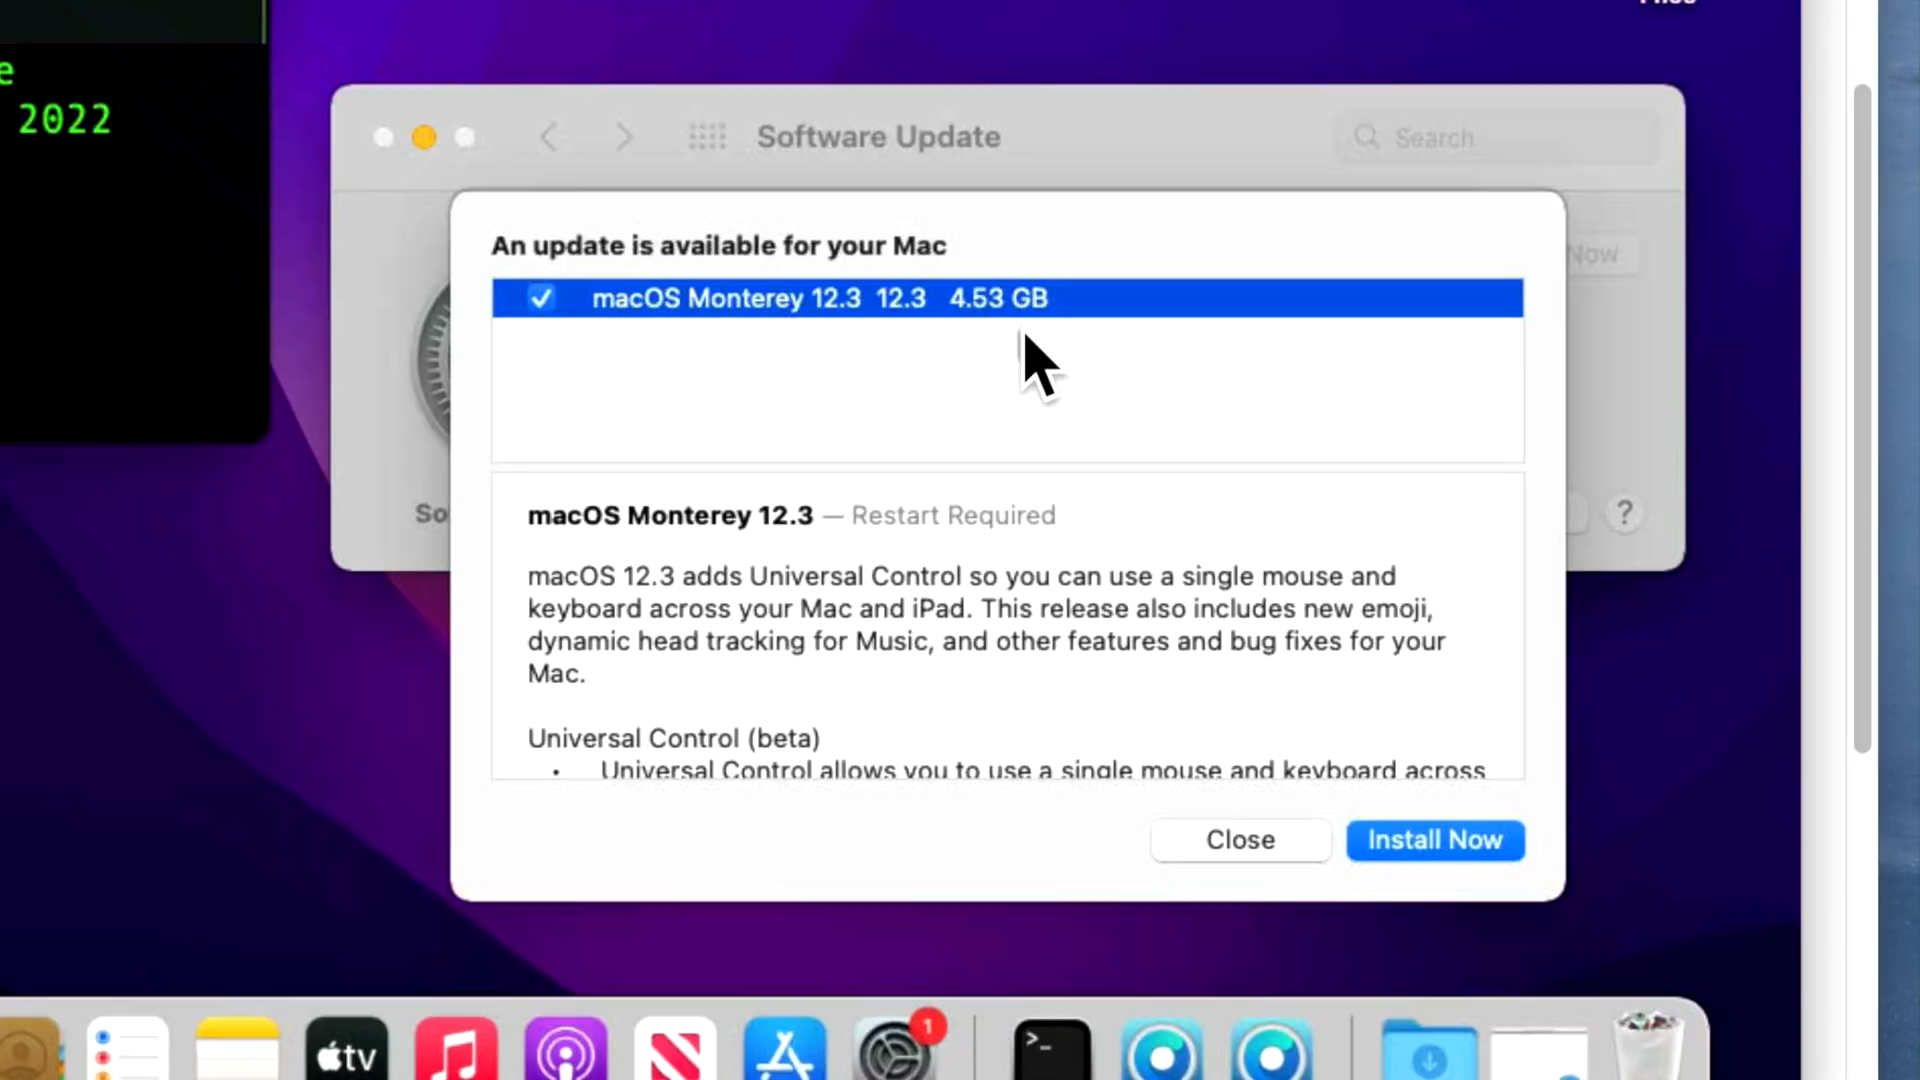 e
2022
Software Update
Search
An update is available for your Mac
Now
macOS Monterey 12.3 12.3 4.53 GB
macOS Monterey 12.3 — Restart Required
So
?
macOS 12.3 adds Universal Control so you can use a single mouse and
keyboard across your Mac and iPad. This release also includes new emoji,
dynamic head tracking for Music, and other features and bug fixes for your
Mac.
Universal Control (beta)
• Universal Control allows you to use a single mouse and keyboard across
Close
Install Now
tv
1
>_